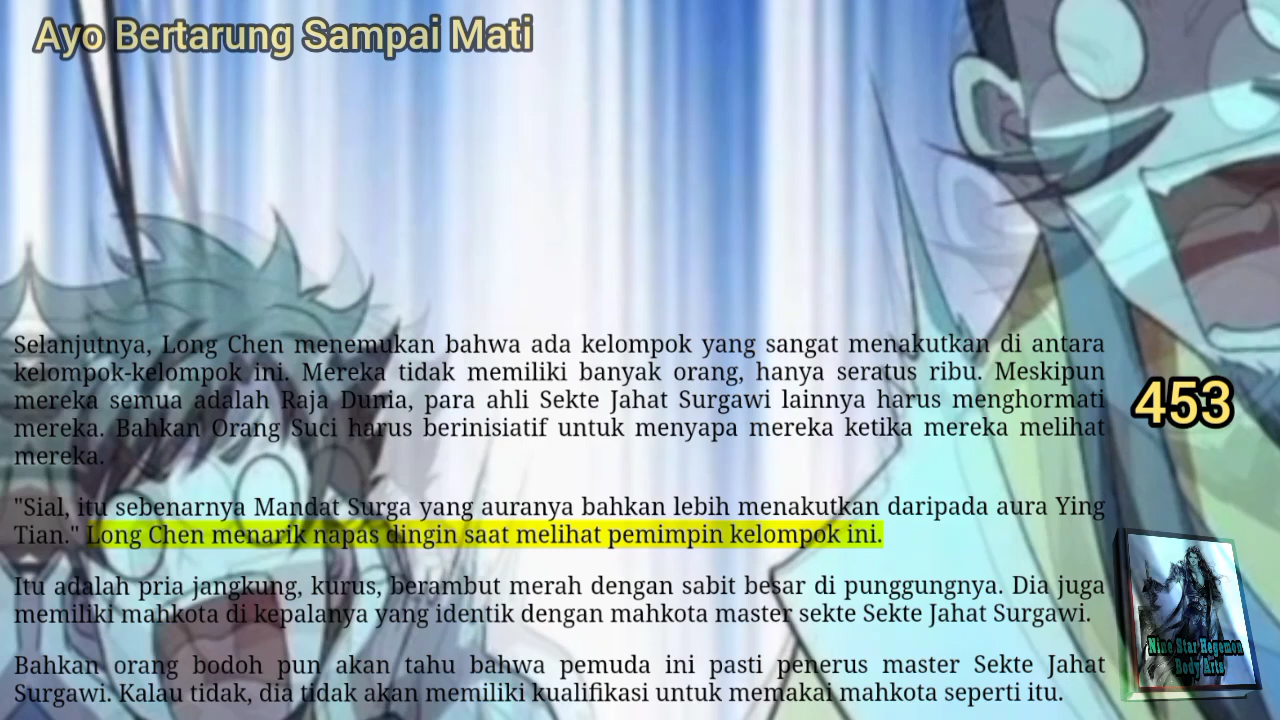 Ayo Bertarung Sampai Mati
Selanjutnya, Long Chen menemukan bahwa ada kelompok yang sangat menakutkan di antara
kelompok-kelompok ini. Mereka tidak memiliki banyak orang, hanya seratus ribu. Meskipun
mereka semua adalah Raja Dunia, para ahli Sekte Jahat Surgawi lainnya harus menghormati
mereka. Bahkan Orang Suci harus berinisiatif untuk menyapa mereka ketika mereka melihat
mereka.
453
"Sial, itu sebenarnya Mandat Surga yang auranya bahkan lebih menakutkan daripada aura Ying
Tian." Long Chen menarik napas dingin saat melihat pemimpin kelompok ini.
Itu adalah pria jangkung, kurus, berambut merah dengan sabit besar di punggungnya. Dia juga
memiliki mahkota di kepalanya yang identik dengan mahkota master sekte Sekte Jahat Surgawi.
Bahkan orang bodoh pun akan tahu bahwa pemuda ini pasti penerus master Sekte Jahat
Surgawi. Kalau tidak, dia tidak akan memiliki kualifikasi untuk memakai mahkota seperti itu.
Nine Star Hegemon
Body Arts